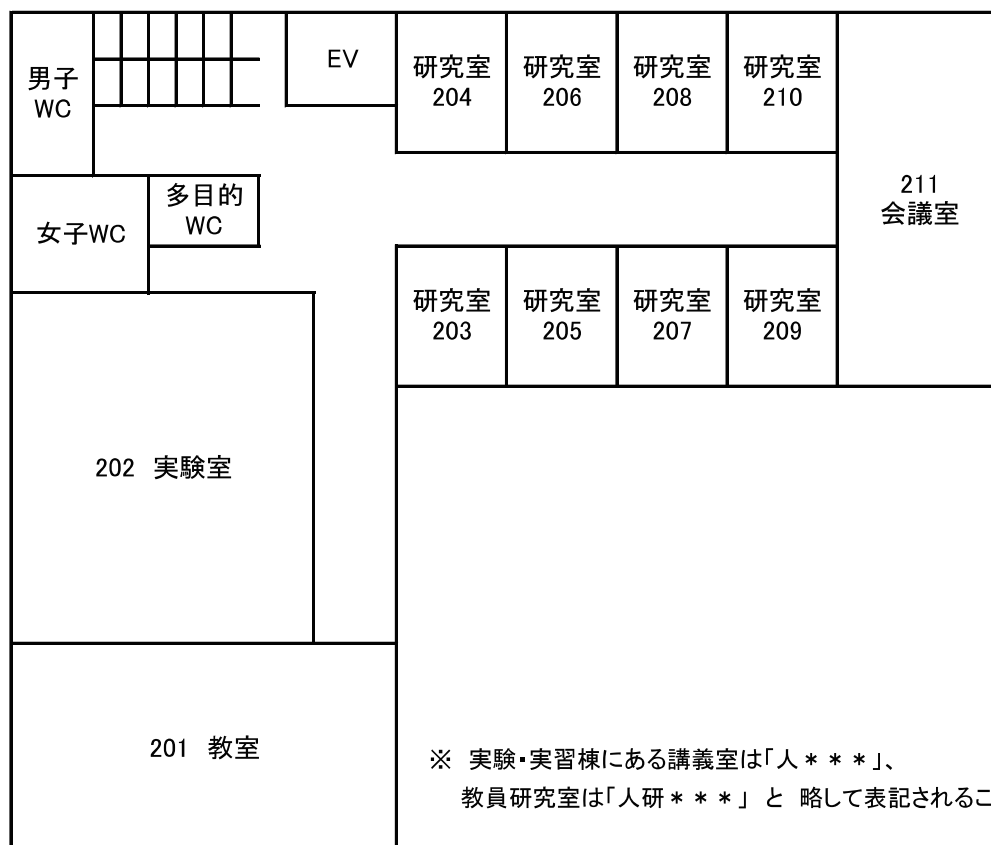 男子
WC
EV
研究室
204
研究室
206
研究室
208
研究室
210
211
会議室
多目的
WC
女子WC
研究室
203
研究室
205
研究室
207
研究室
209
202 実験室
201 教室
※ 実験・実習棟にある講義室は「人＊＊＊」、
教員研究室は「人研＊＊＊」 と 略して表記されるこ